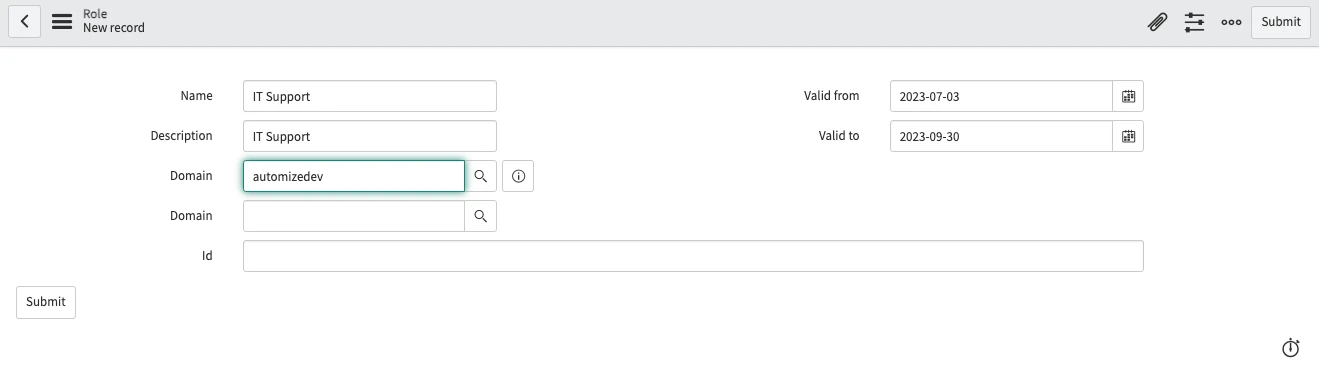 Role
New record
Submit
Name
IT Support
Valid from
2023-07-03
Description
IT Support
Valid to
2023-09-30
Domain
automizedev
Domain
Id
Submit